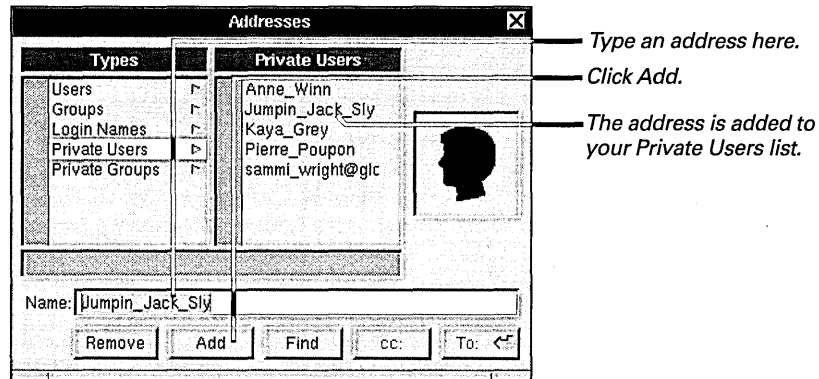 Addresses
Types
Private Users
Users
Groups
Login Names
Private Users
Private Groups
Anne_Winn
Jumpin_Jack_Sly
Kaya_Grey
Pierre_Poupon
sammi_wright@glc
Name: Jumpin_Jack_Sly
Remove Add Find cc: To:
Type an address here.
Click Add.
The address is added to
your Private Users list.